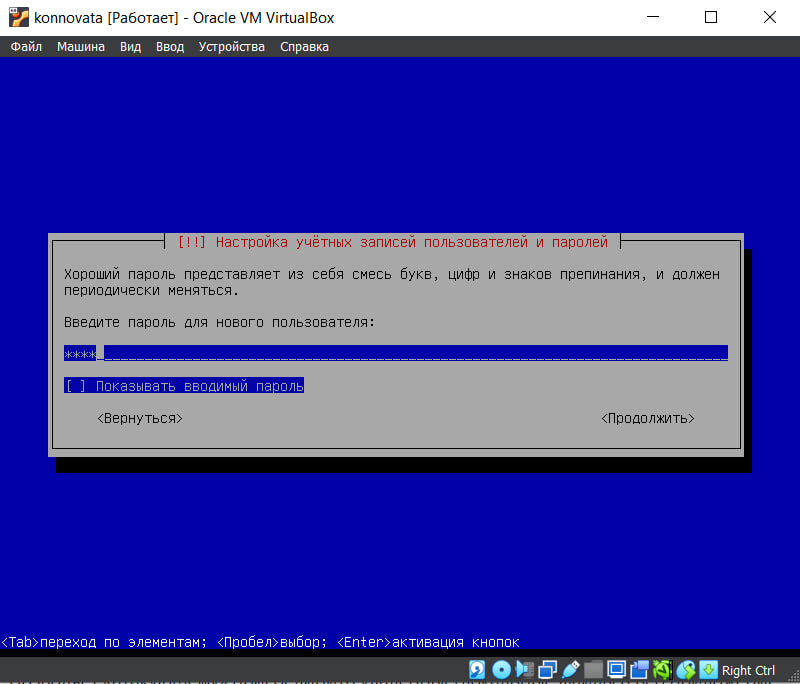 konnovata [Работает] - Oracle VM VirtualBox
Файл Машина Вид Ввод Устройства Справка
[!!] Настройка учётных записей пользователей и паролей
Хороший пароль представляет из себя смесь букв, цифр и знаков препинания, и должен
периодически меняться.
Введите пароль для нового пользователя:
****
[ ] Показывать вводимый пароль
<Вернуться> <Продолжить>
<Tab>переход по элементам; <Пробел>выбор; <Enter>активация кнопок
Right Ctrl